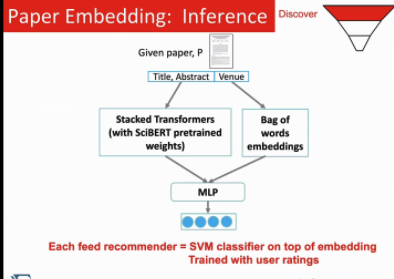 Paper Embedding: Inference
Discover
Given paper, P
Title, Abstract Venue
Stacked Transformers
(with SciBERT pretrained
weights)
Bag of
words
embeddings
MLP
Each feed recommender = SVM classifier on top of embedding
Trained with user ratings